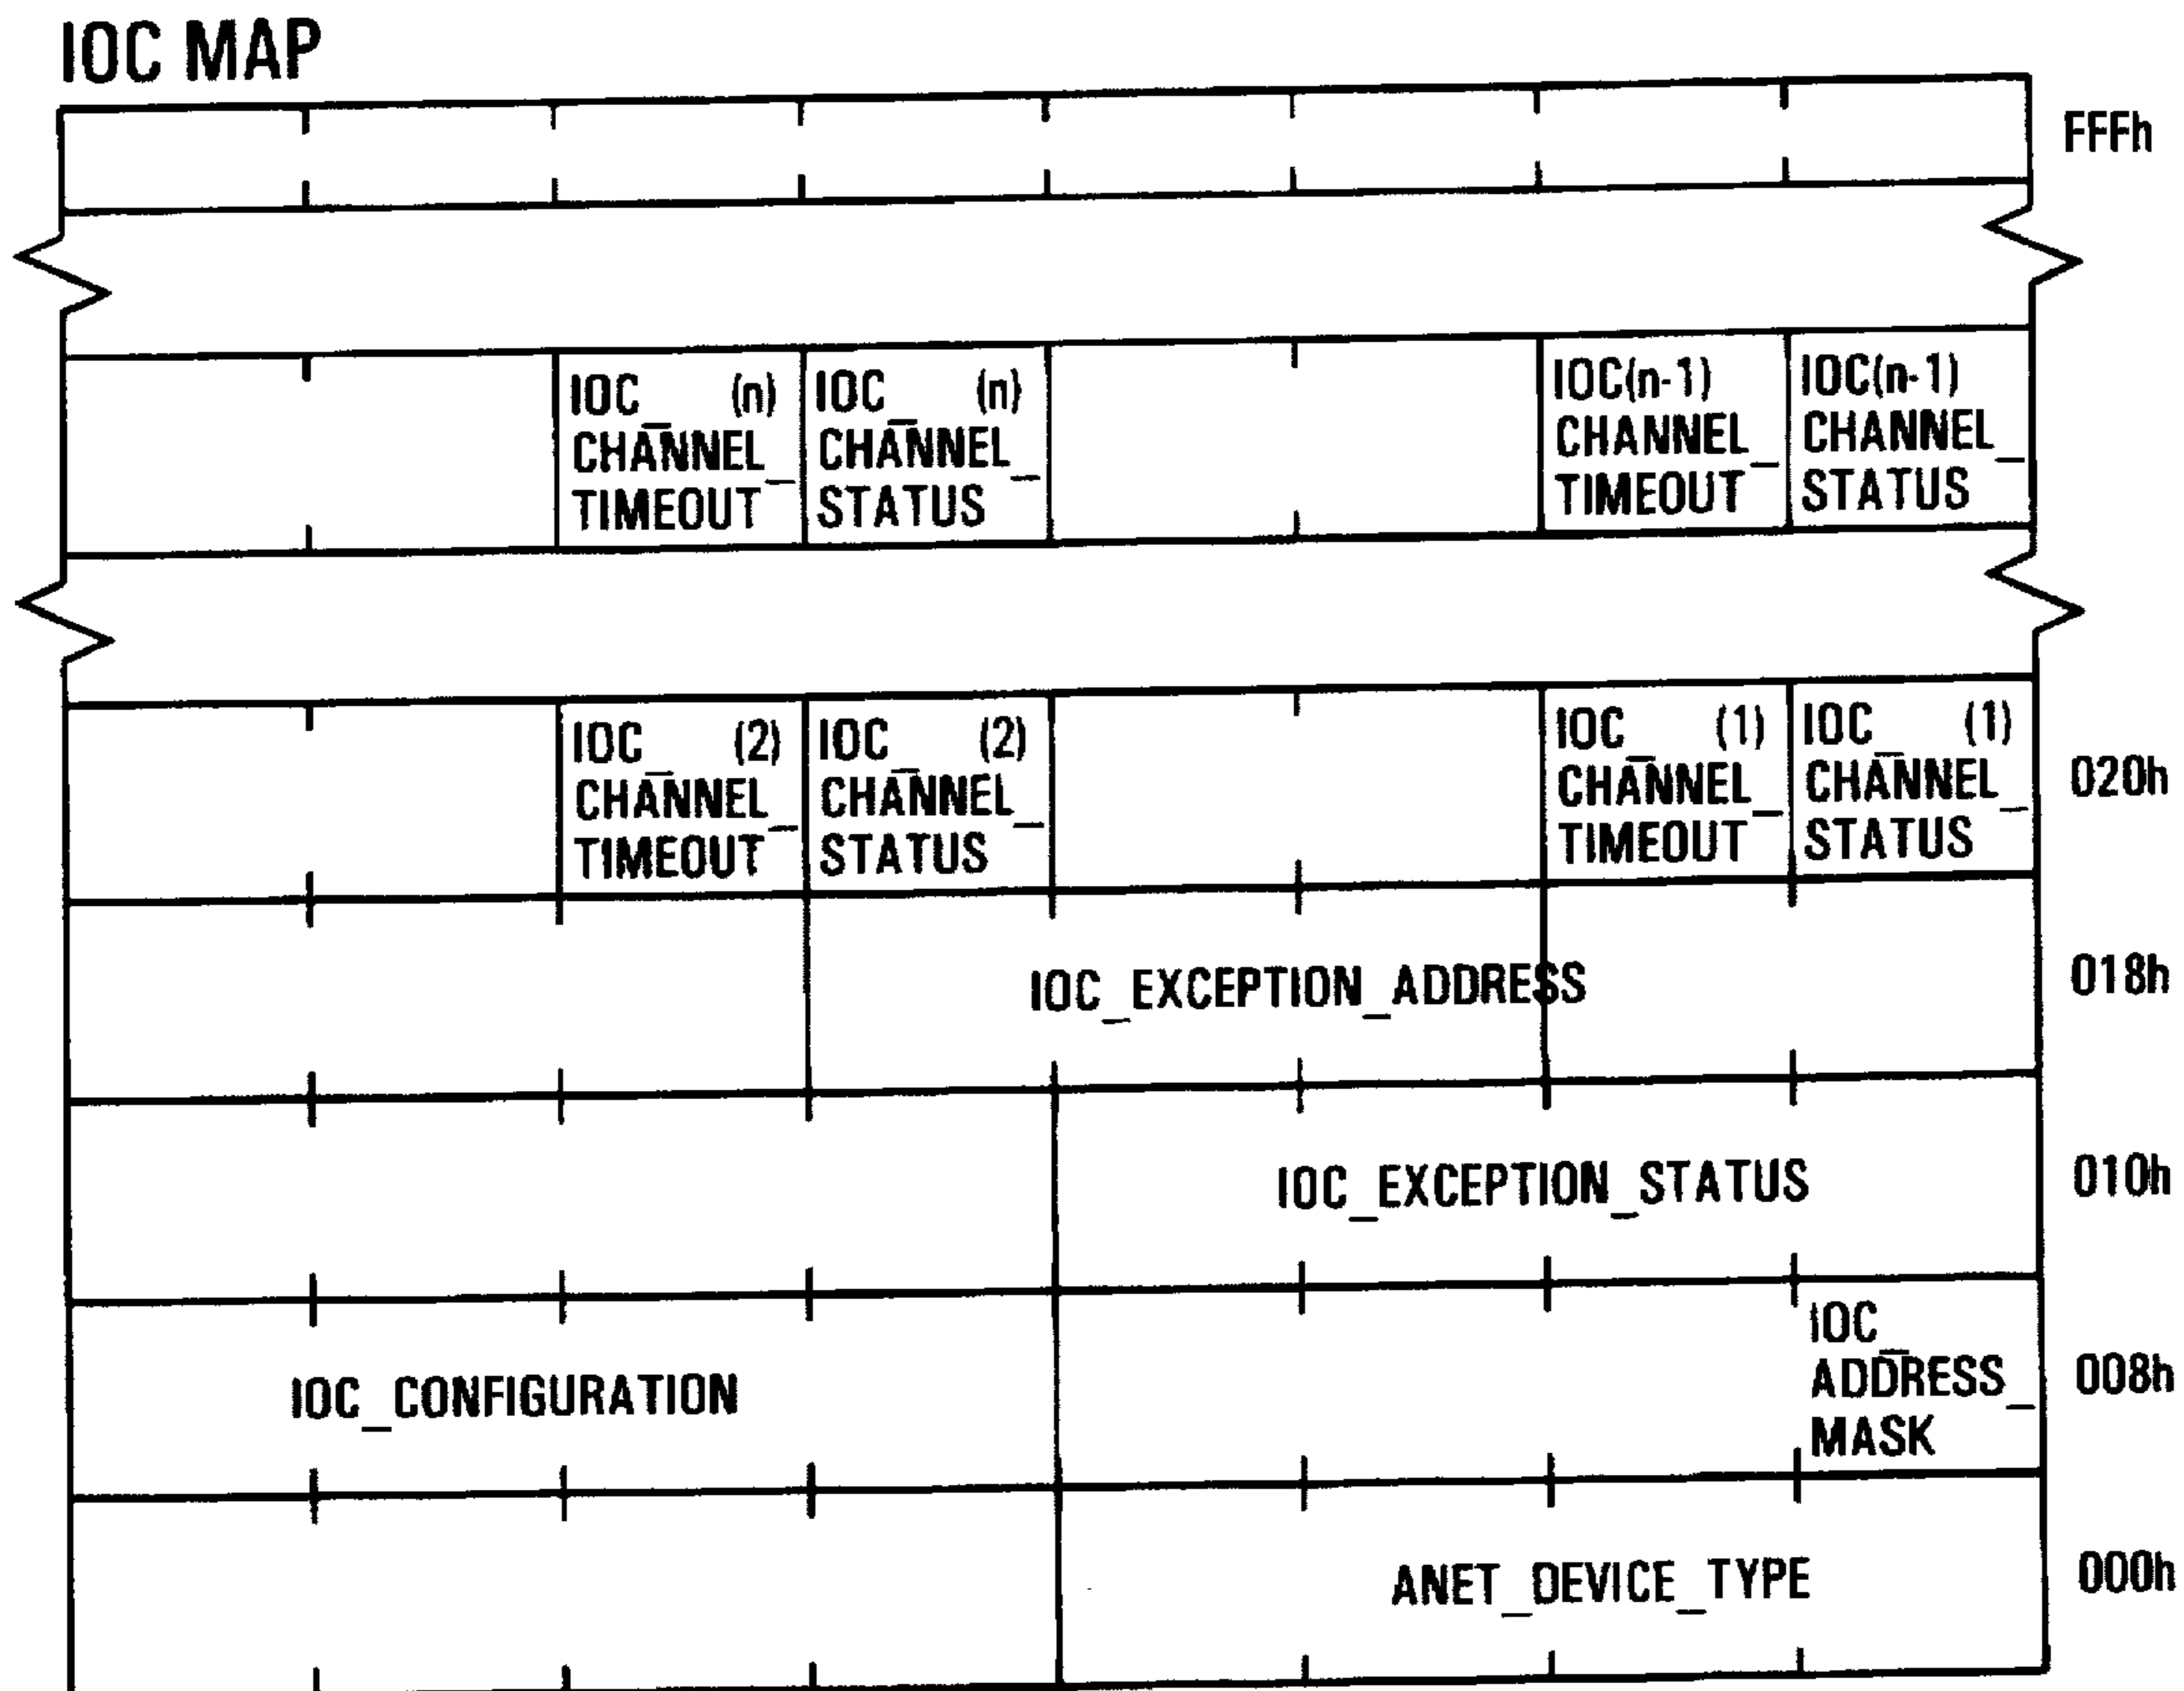 IOC MAP
FFFh
IOC_ (n)
CHANNEL_
TIMEOUT
IOC_ (n)
CHANNEL_
STATUS
IOC(n-1)
CHANNEL_
TIMEOUT
IOC(n-1)
CHANNEL_
STATUS
IOC_ (2)
CHANNEL_
TIMEOUT
IOC_ (2)
CHANNEL_
STATUS
IOC_ (1)
CHANNEL_
TIMEOUT
IOC_ (1)
CHANNEL_
STATUS
020h
IOC_EXCEPTION_ADDRESS
018h
IOC_EXCEPTION_STATUS
010h
IOC_CONFIGURATION
IOC_
ADDRESS_
MASK
008h
ANET_DEVICE_TYPE
000h